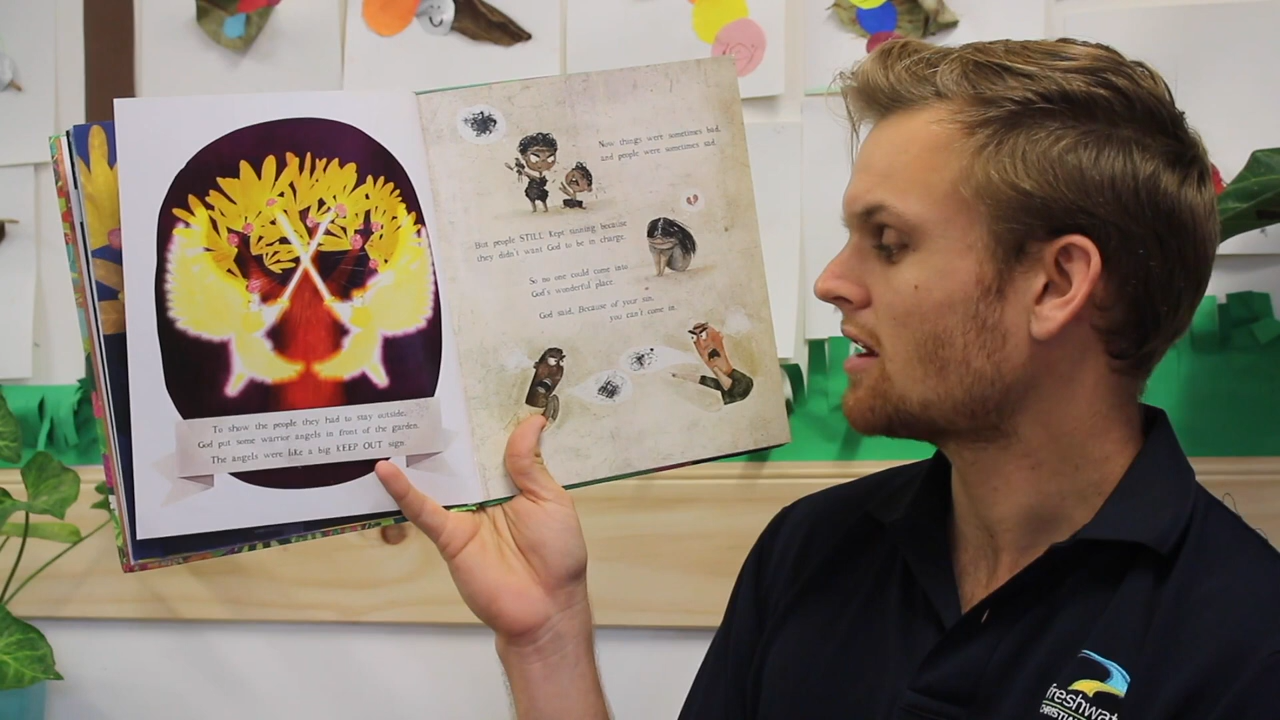 To show the people they had to stay outside,
God put some warrior angels in front of the garden.
The angels were like a big KEEP OUT sign.
Now things were sometimes bad,
and people were sometimes sad.
But people STILL kept sinning because
they didn't want God to be in charge.
So no one could come into
God's wonderful place.
God said, Because of your sin,
you can't come in.
freshwat